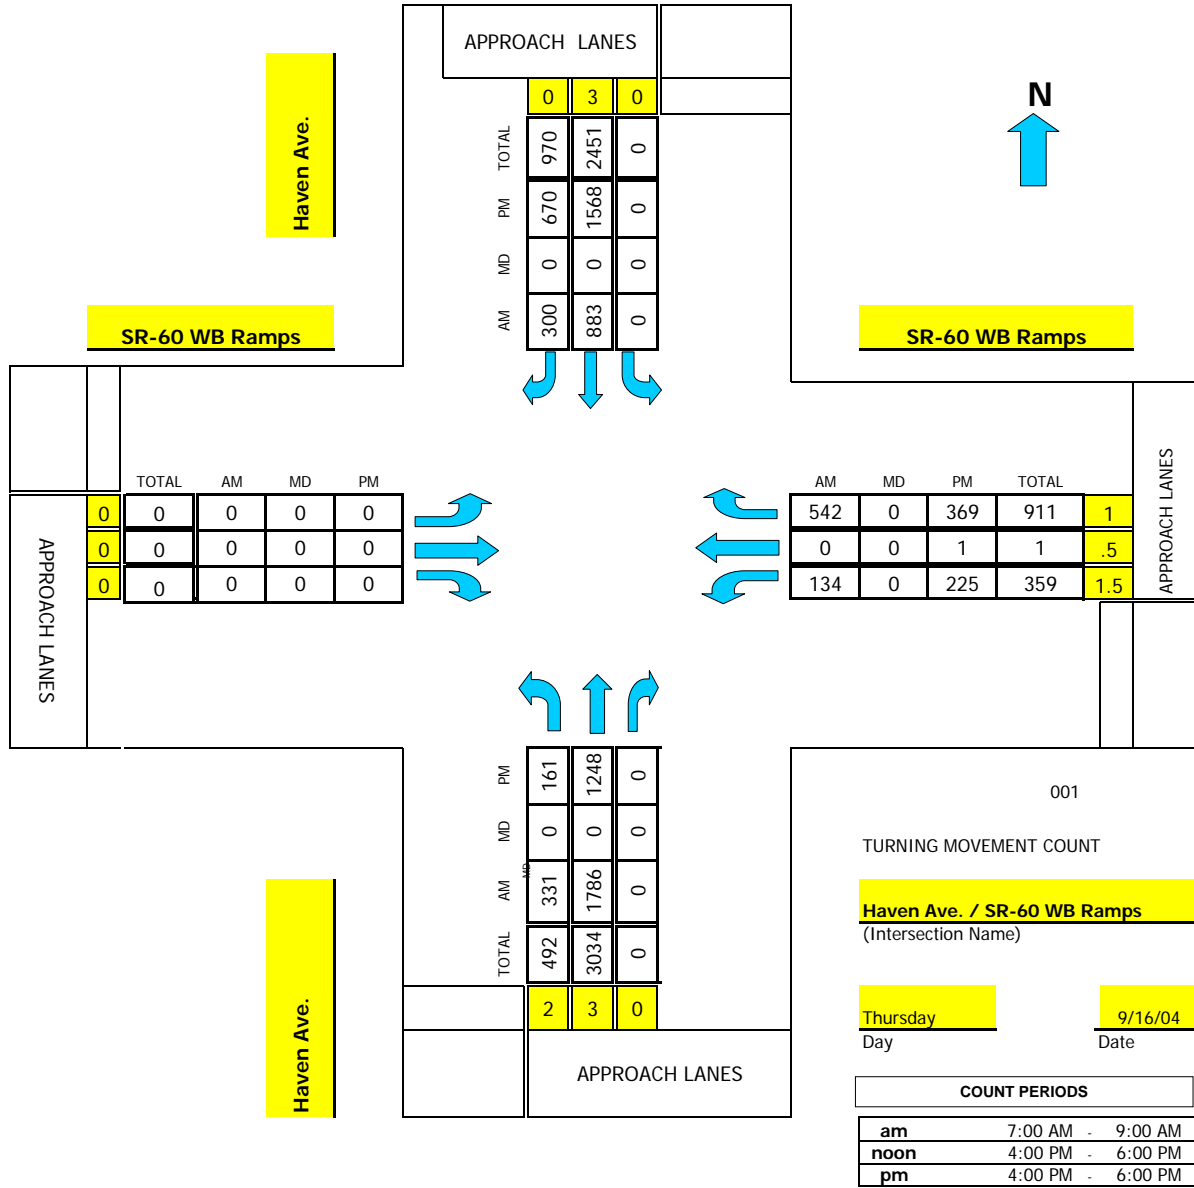 APPROACH LANES
0 3 0
TOTAL 970 2451 0
PM 670 1568 0
MD 0 0 0
AM 300 883 0
Haven Ave.
N
SR-60 WB Ramps
SR-60 WB Ramps
TOTAL AM MD PM
0 0 0 0 0
0 0 0 0 0
0 0 0 0 0
APPROACH LANES
AM MD PM TOTAL
542 0 369 911 1
0 0 1 1 .5
134 0 225 359 1.5
APPROACH LANES
PM 161 1248 0
MD 0 0 0
MD
AM 331 1786 0
TOTAL 492 3034 0
2 3 0
APPROACH LANES
Haven Ave.
001
TURNING MOVEMENT COUNT
Haven Ave. / SR-60 WB Ramps
(Intersection Name)
Thursday 9/16/04
Day Date
COUNT PERIODS
am 7:00 AM - 9:00 AM
noon 4:00 PM - 6:00 PM
pm 4:00 PM - 6:00 PM